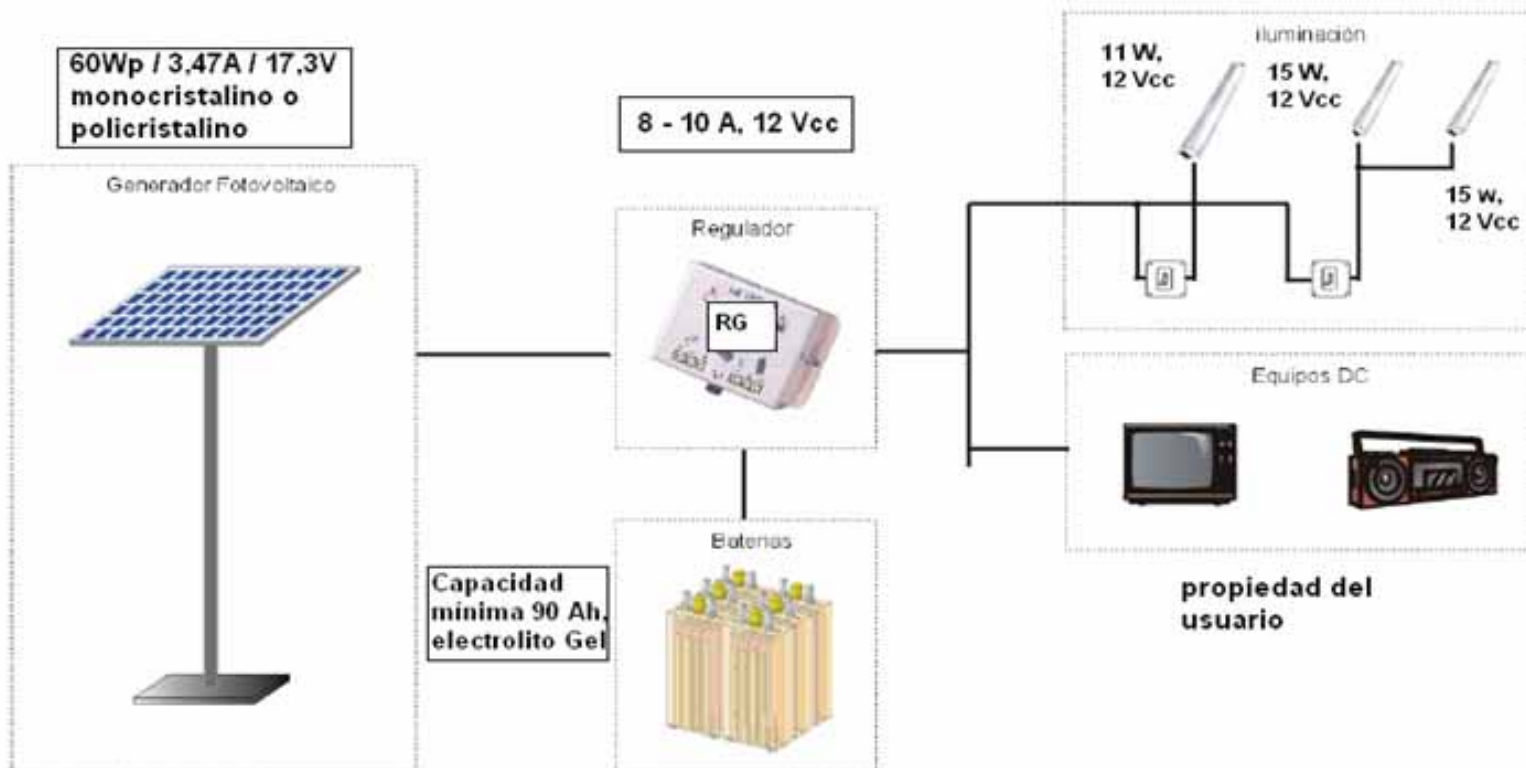 60Wp / 3,47A / 17,3V
monocristalino o
policristalino
Generador Fotovoltaico
8 - 10 A, 12 Vcc
Regulador
RG
Capacidad
mínima 90 Ah,
electrolito Gel
Baterias
iluminación
11 W,
12 Vcc
15 W,
12 Vcc
15 w,
12 Vcc
Equipos DC
propiedad del
usuario